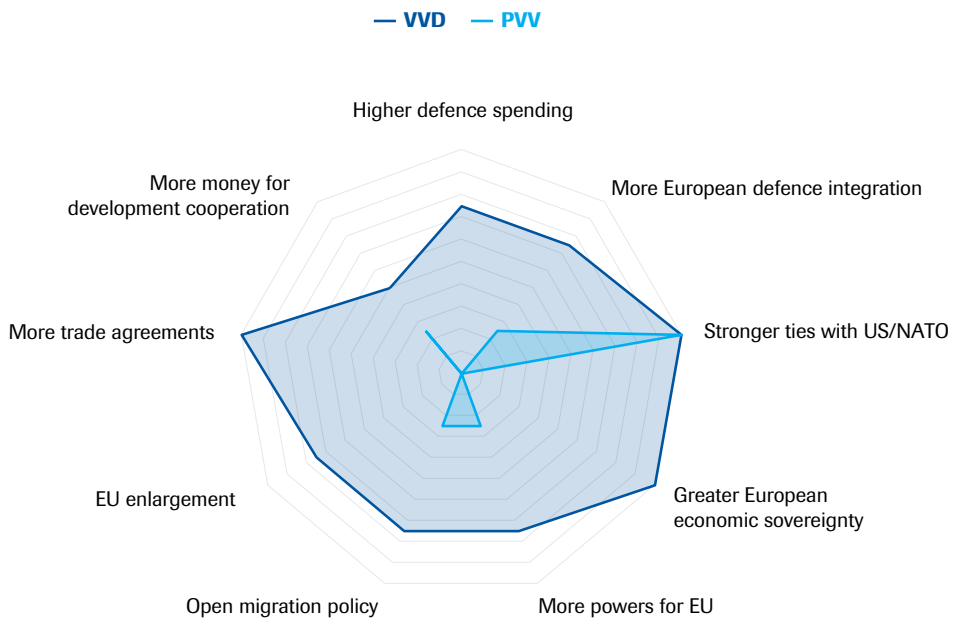 VVD PVV
Higher defence spending
More European defence integration
Stronger ties with US/NATO
Greater European
economic sovereignty
More powers for EU
Open migration policy
EU enlargement
More trade agreements
More money for
development cooperation